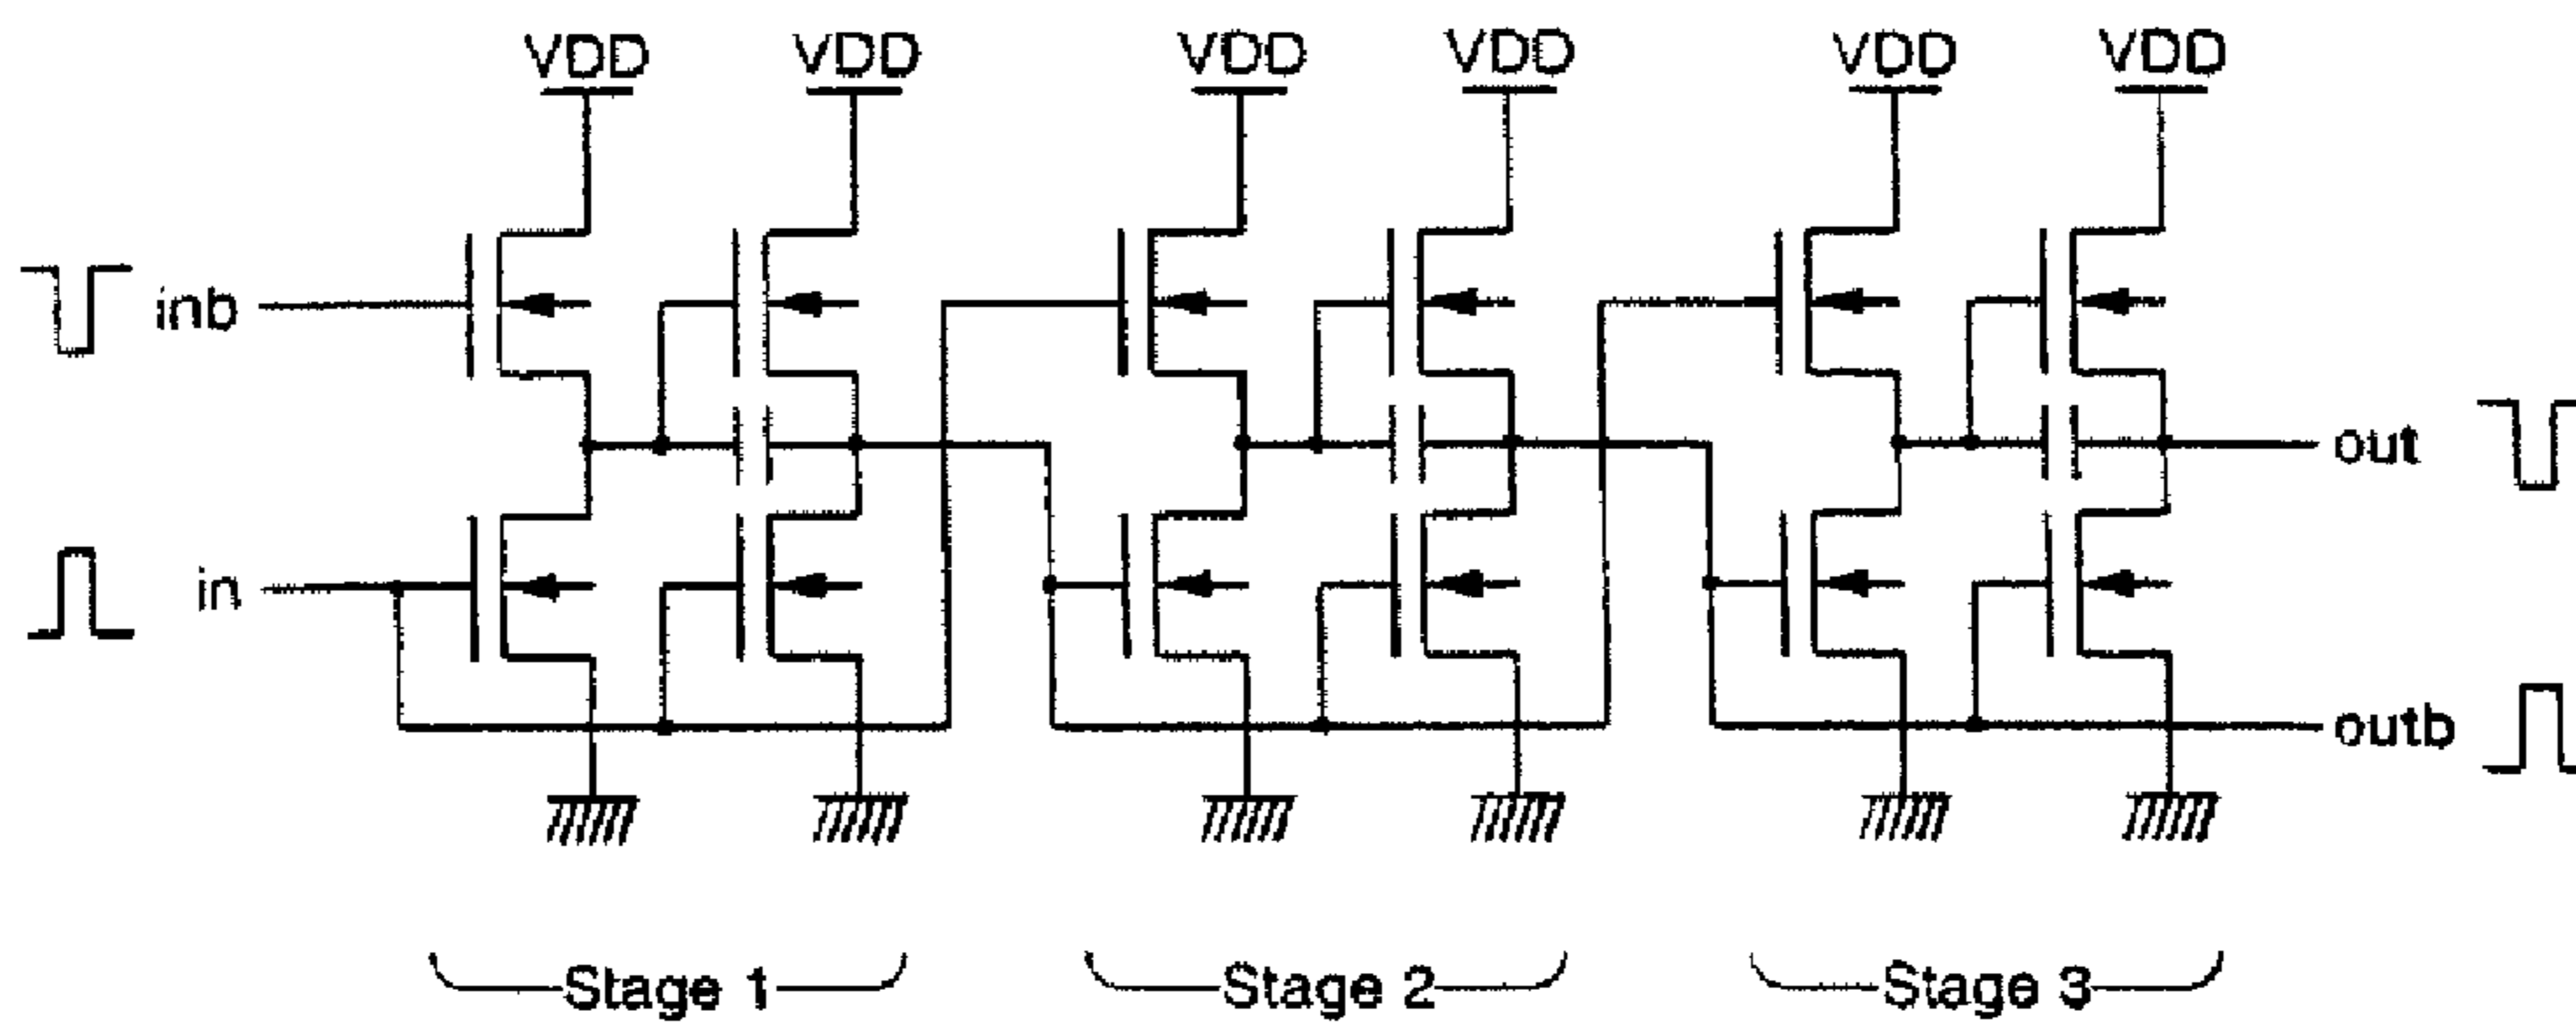 VDD VDD VDD VDD VDD VDD
inb
out
in
outb
Stage 1 Stage 2 Stage 3